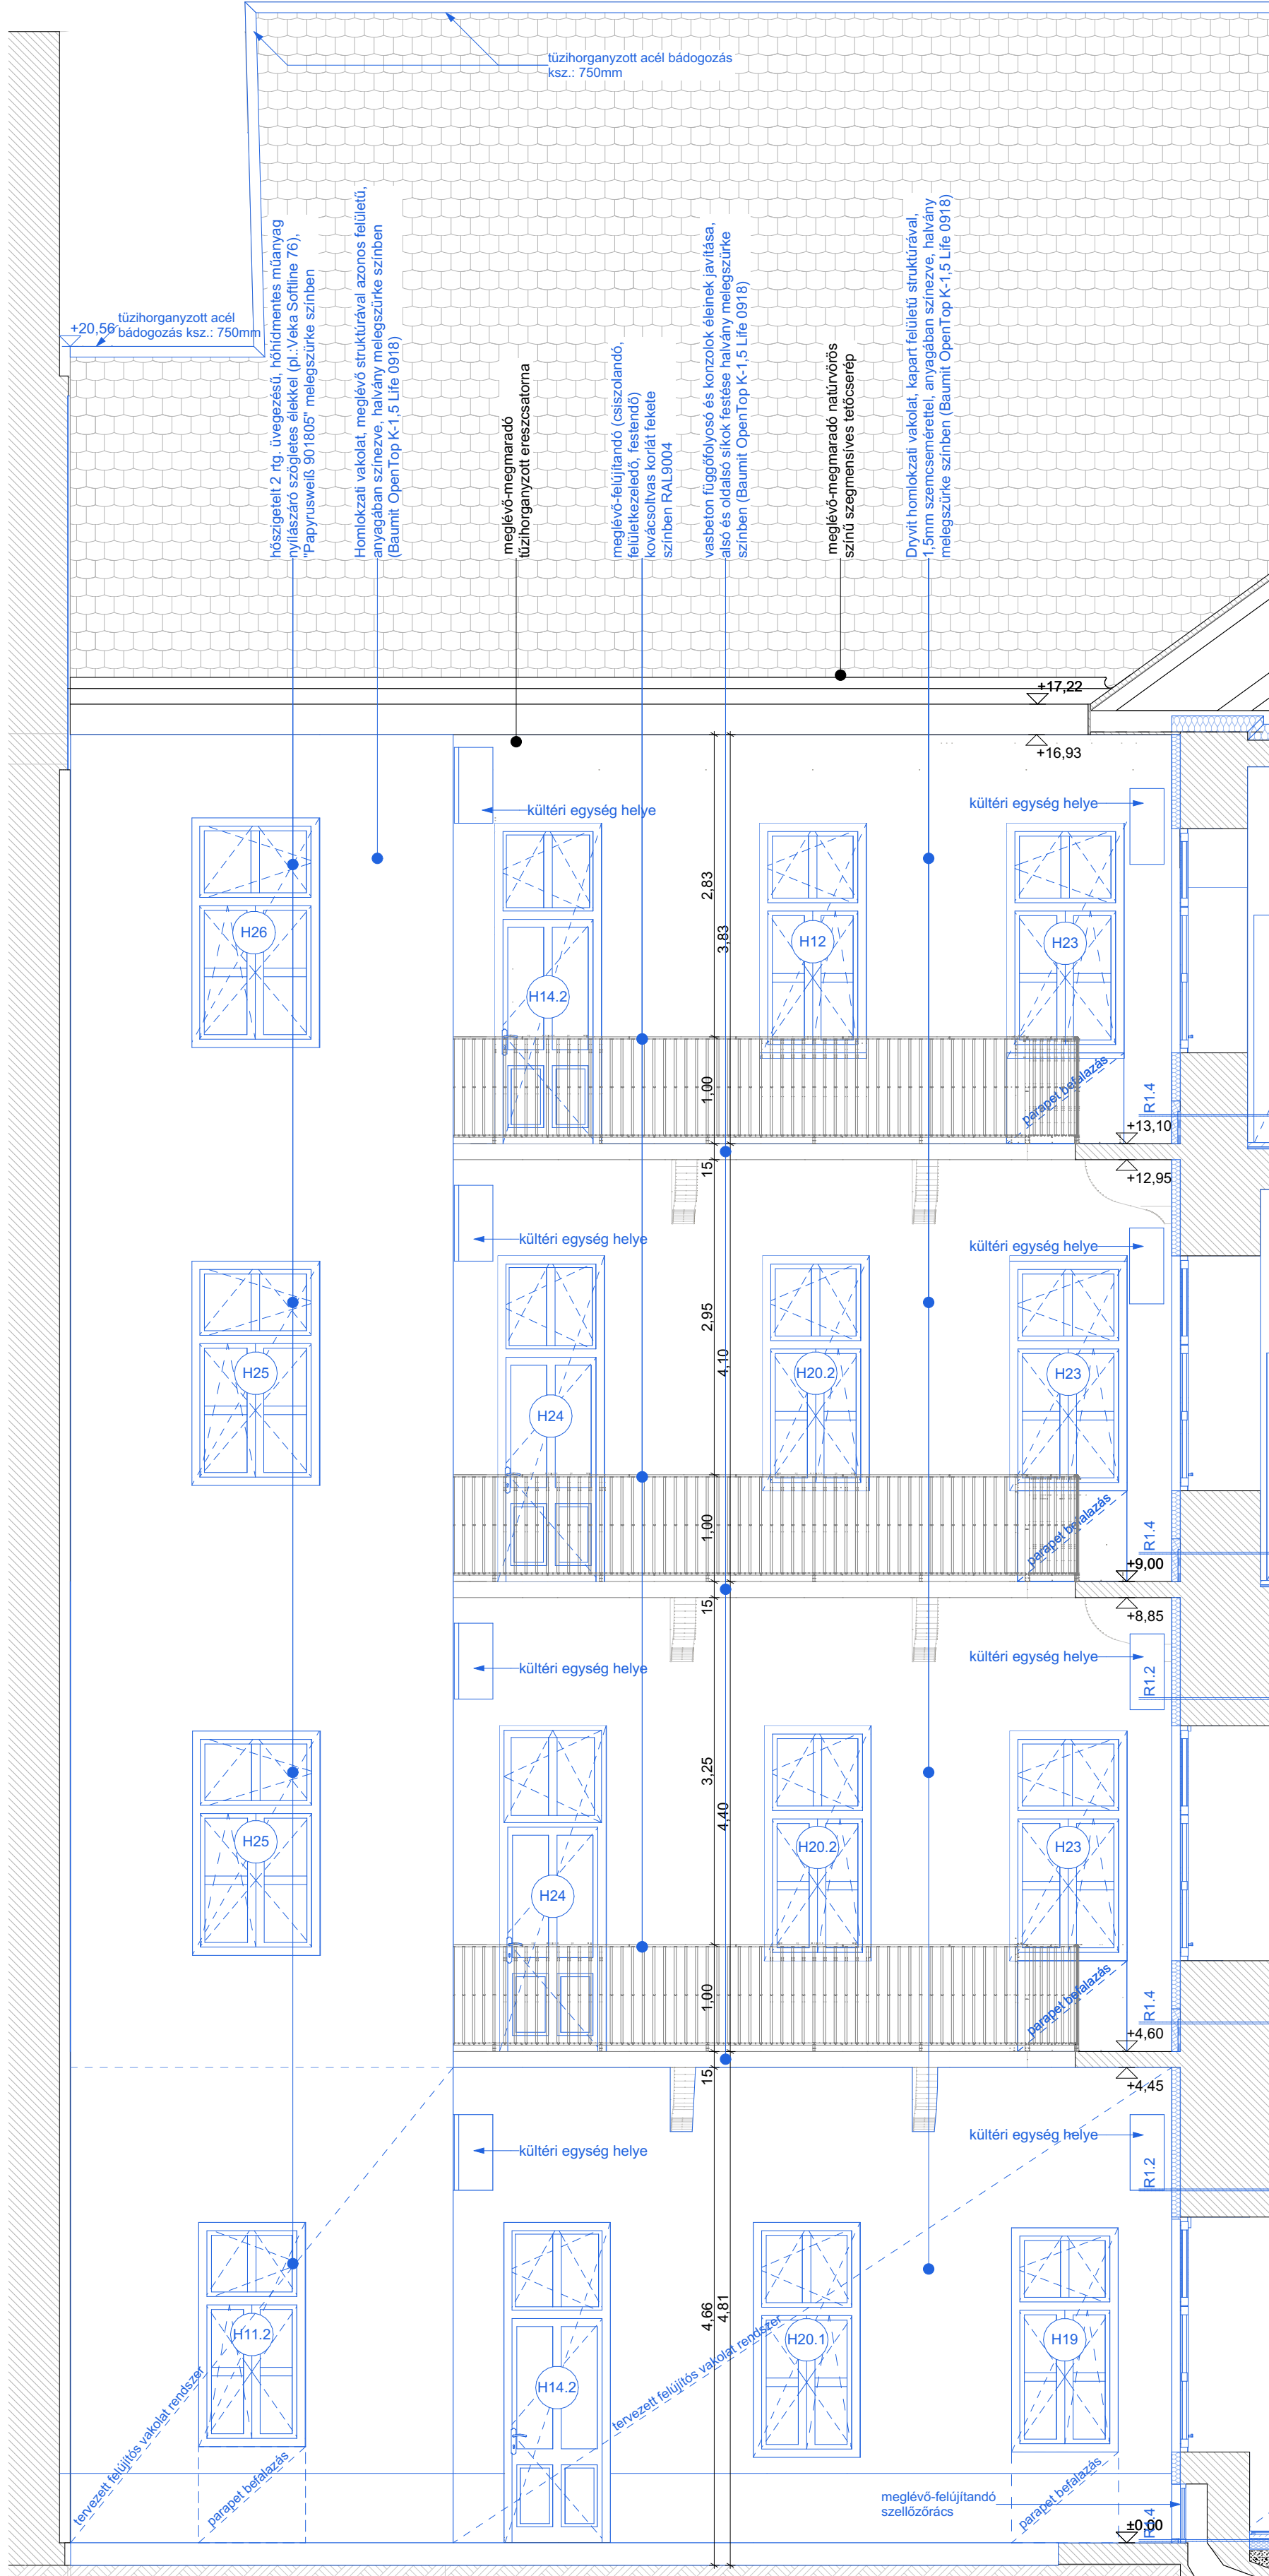 tüzihorganyzott acél bádogozás
ksz.: 750mm
+20,56
tüzihorganyzott acél
bádogozás ksz.: 750mm
hőszigetelt 2 rtg. üvegezésű, hőhídmentes műanyag
nyílászáró szögletes élekkel (pl.:Veka Softline 76),
"Papyrusweiß 901805" melegszürke színben
Homlokzati vakolat, meglévő struktúrával azonos felületű,
anyagában színezve, halvány melegszürke színben
(Baumit OpenTop K-1,5 Life 0918)
meglévő-megmaradó
tüzihorganyzott ereszcsatorna
meglévő-felújítandó (csiszolandó,
felületkezeledő, festendő)
kovácsoltvas korlát fekete
színben RAL9004
vasbeton függőfolyosó és konzolok éleinek javítása,
alsó és oldalsó síkok festése halvány melegszürke
színben (Baumit OpenTop K-1,5 Life 0918)
meglévő-megmaradó natúrvörös
színű szegmensíves tetőcserép
Dryvit homlokzati vakolat, kapart felületű struktúrával,
1,5mm szemcsemérettel, anyagában színezve, halvány
melegszürke színben (Baumit OpenTop K-1,5 Life 0918)
+17,22
+16,93
kültéri egység helye
kültéri egység helye
2,83
3,83
H26
H14.2
H12
H23
1,00
parapet befalazás
R1.4
+13,10
15
+12,95
kültéri egység helye
kültéri egység helye
2,95
4,10
H25
H24
H20.2
H23
1,00
parapet befalazás
R1.4
+9,00
15
+8,85
kültéri egység helye
kültéri egység helye
R1.2
3,25
4,40
H25
H24
H20.2
H23
1,00
parapet befalazás
R1.4
+4,60
15
+4,45
kültéri egység helye
kültéri egység helye
R1.2
4,66
4,81
H11.2
H14.2
H20.1
H19
tervezett felújítós vakolat rendszer
tervezett felújítós vakolat rendszer
parapet befalazás
parapet befalazás
meglévő-felújítandó
szellőzőrács
R1.4
±0,00